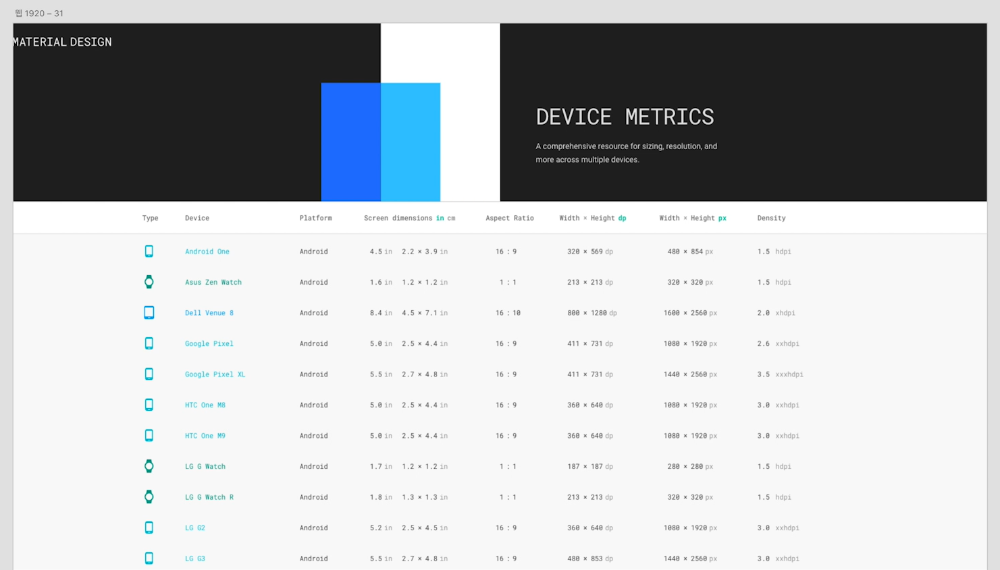 웹 1920 – 31
MATERIAL DESIGN
DEVICE METRICS
A comprehensive resource for sizing, resolution, and
more across multiple devices.
Type Device Platform Screen dimensions in cm Aspect Ratio Width × Height dp Width × Height px Density
Android One Android 4.5 in 2.2 × 3.9 in 16 : 9 320 × 569 dp 480 × 854 px 1.5 hdpi
Asus Zen Watch Android 1.6 in 1.2 × 1.2 in 1 : 1 213 × 213 dp 320 × 320 px 1.5 hdpi
Dell Venue 8 Android 8.4 in 4.5 × 7.1 in 16 : 10 800 × 1280 dp 1600 × 2560 px 2.0 xhdpi
Google Pixel Android 5.0 in 2.5 × 4.4 in 16 : 9 411 × 731 dp 1080 × 1920 px 2.6 xxhdpi
Google Pixel XL Android 5.5 in 2.7 × 4.8 in 16 : 9 411 × 731 dp 1440 × 2560 px 3.5 xxxhdpi
HTC One M8 Android 5.0 in 2.5 × 4.4 in 16 : 9 360 × 640 dp 1080 × 1920 px 3.0 xxhdpi
HTC One M9 Android 5.0 in 2.5 × 4.4 in 16 : 9 360 × 640 dp 1080 × 1920 px 3.0 xxhdpi
LG G Watch Android 1.7 in 1.2 × 1.2 in 1 : 1 187 × 187 dp 280 × 280 px 1.5 hdpi
LG G Watch R Android 1.8 in 1.3 × 1.3 in 1 : 1 213 × 213 dp 320 × 320 px 1.5 hdpi
LG G2 Android 5.2 in 2.5 × 4.5 in 16 : 9 360 × 640 dp 1080 × 1920 px 3.0 xxhdpi
LG G3 Android 5.5 in 2.7 × 4.8 in 16 : 9 480 × 853 dp 1440 × 2560 px 3.0 xxhdpi